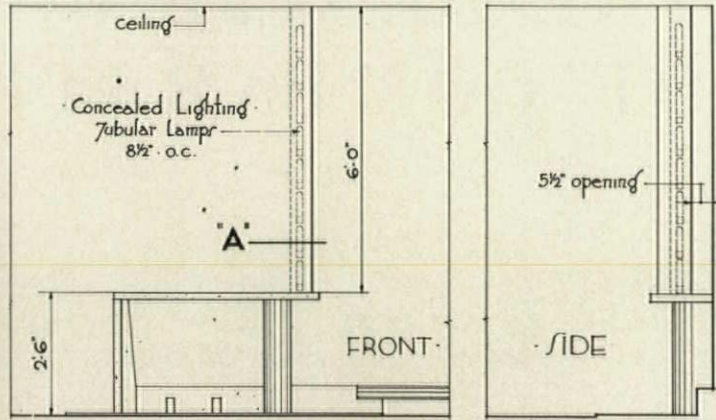 ceiling
Concealed Lighting
Tubular Lamps
8½" o.c.
6'-0"
5½" opening
"A"
2'-6"
FRONT
SIDE